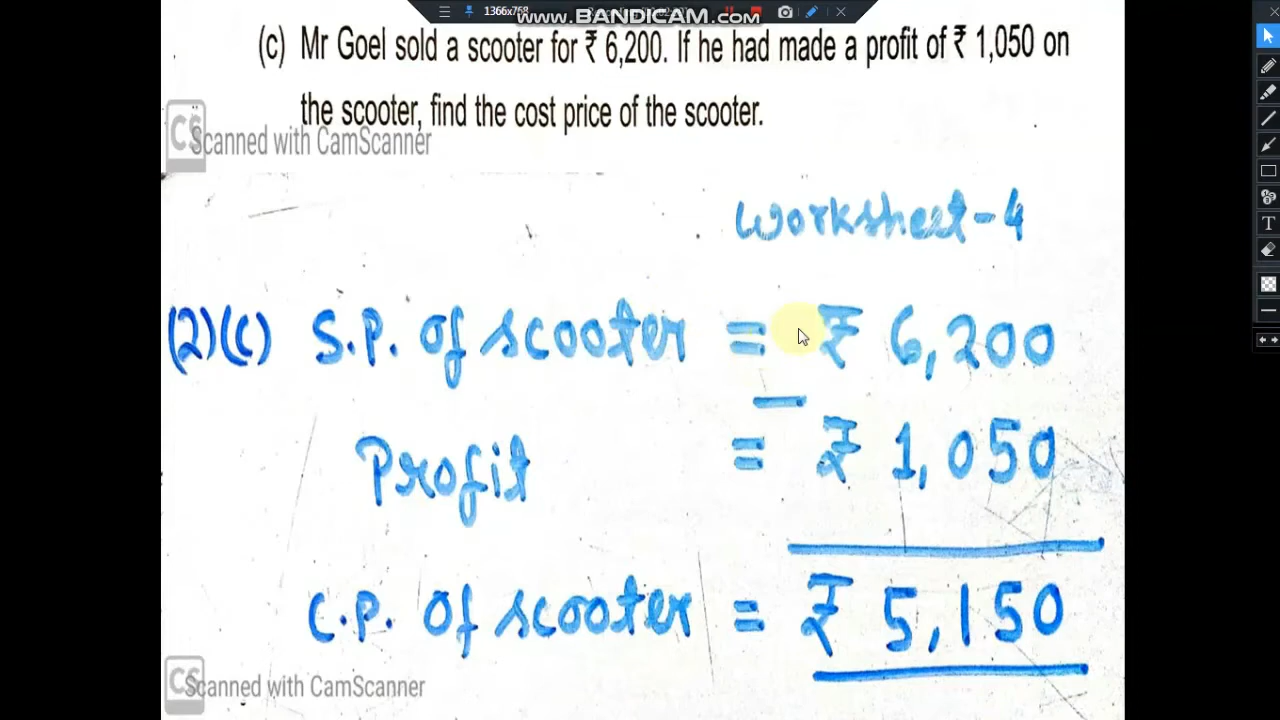 1366x768
www.BANDICAM.com
(c) Mr Goel sold a scooter for ₹ 6,200. If he had made a profit of ₹ 1,050 on
the scooter, find the cost price of the scooter.
CS Scanned with CamScanner
Worksheet-4
(2)(c) S.P. of scooter = ₹ 6,200
−
Profit = ₹ 1,050
C.P. of scooter = ₹ 5,150
CS Scanned with CamScanner